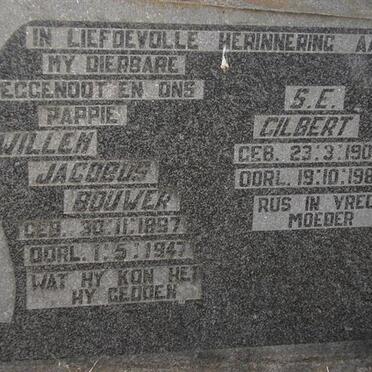 IN LIEFDEVOLLE HERINNERING AA
MY DIERBARE
EGGENOOT EN ONS
PAPPIE
WILLEM
JACOBUS
BOUWER
GEB. 30·11·1897
OORL. 1·5·1947
WAT HY KON HET
HY GEDOEN
S.E.
GILBERT
GEB. 23·3·190
OORL. 19·10·198
RUS IN VRED
MOEDER